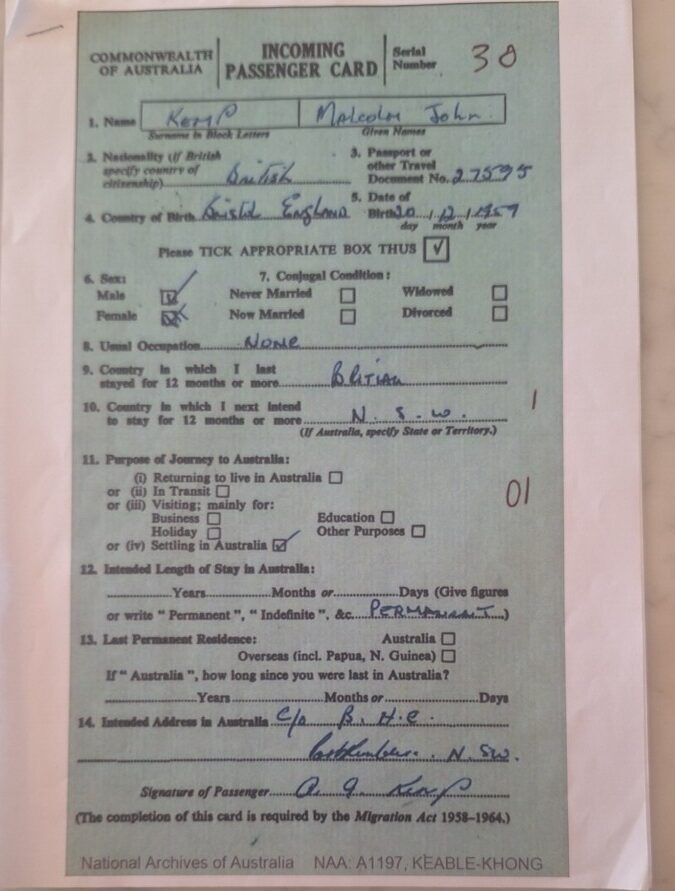 COMMONWEALTH OF AUSTRALIA
INCOMING PASSENGER CARD
Serial Number 38
1. Name KEMP Malcolm John.
Surname in Block Letters Given Names
2. Nationality (if British specify country of citizenship) British
3. Passport or other Travel Document No. 27595
4. Country of Birth Bristol England
5. Date of Birth 20 / 12 / 1957
day month year
Please TICK APPROPRIATE BOX THUS ✓
6. Sex: 7. Conjugal Condition:
Male ✓ Never Married Widowed
Female Now Married Divorced
8. Usual Occupation NONE
9. Country in which I last
stayed for 12 months or more BRITIAN
10. Country in which I next intend
to stay for 12 months or more N. S. W. 1
(If Australia, specify State or Territory.)
11. Purpose of Journey to Australia:
(i) Returning to live in Australia
or (ii) In Transit
01
or (iii) Visiting; mainly for:
Business Education
Holiday Other Purposes
or (iv) Settling in Australia ✓
12. Intended Length of Stay in Australia:
Years Months or Days (Give figures
or write "Permanent", "Indefinite", &c. PERMANANT.)
13. Last Permanent Residence: Australia
Overseas (incl. Papua, N. Guinea)
If "Australia", how long since you were last in Australia?
Years Months or Days
14. Intended Address in Australia C/o B. H. C.
Port Kembla. N. SW.
Signature of Passenger A. J. Kemp
(The completion of this card is required by the Migration Act 1958-1964.)
National Archives of Australia NAA: A1197, KEABLE-KHONG